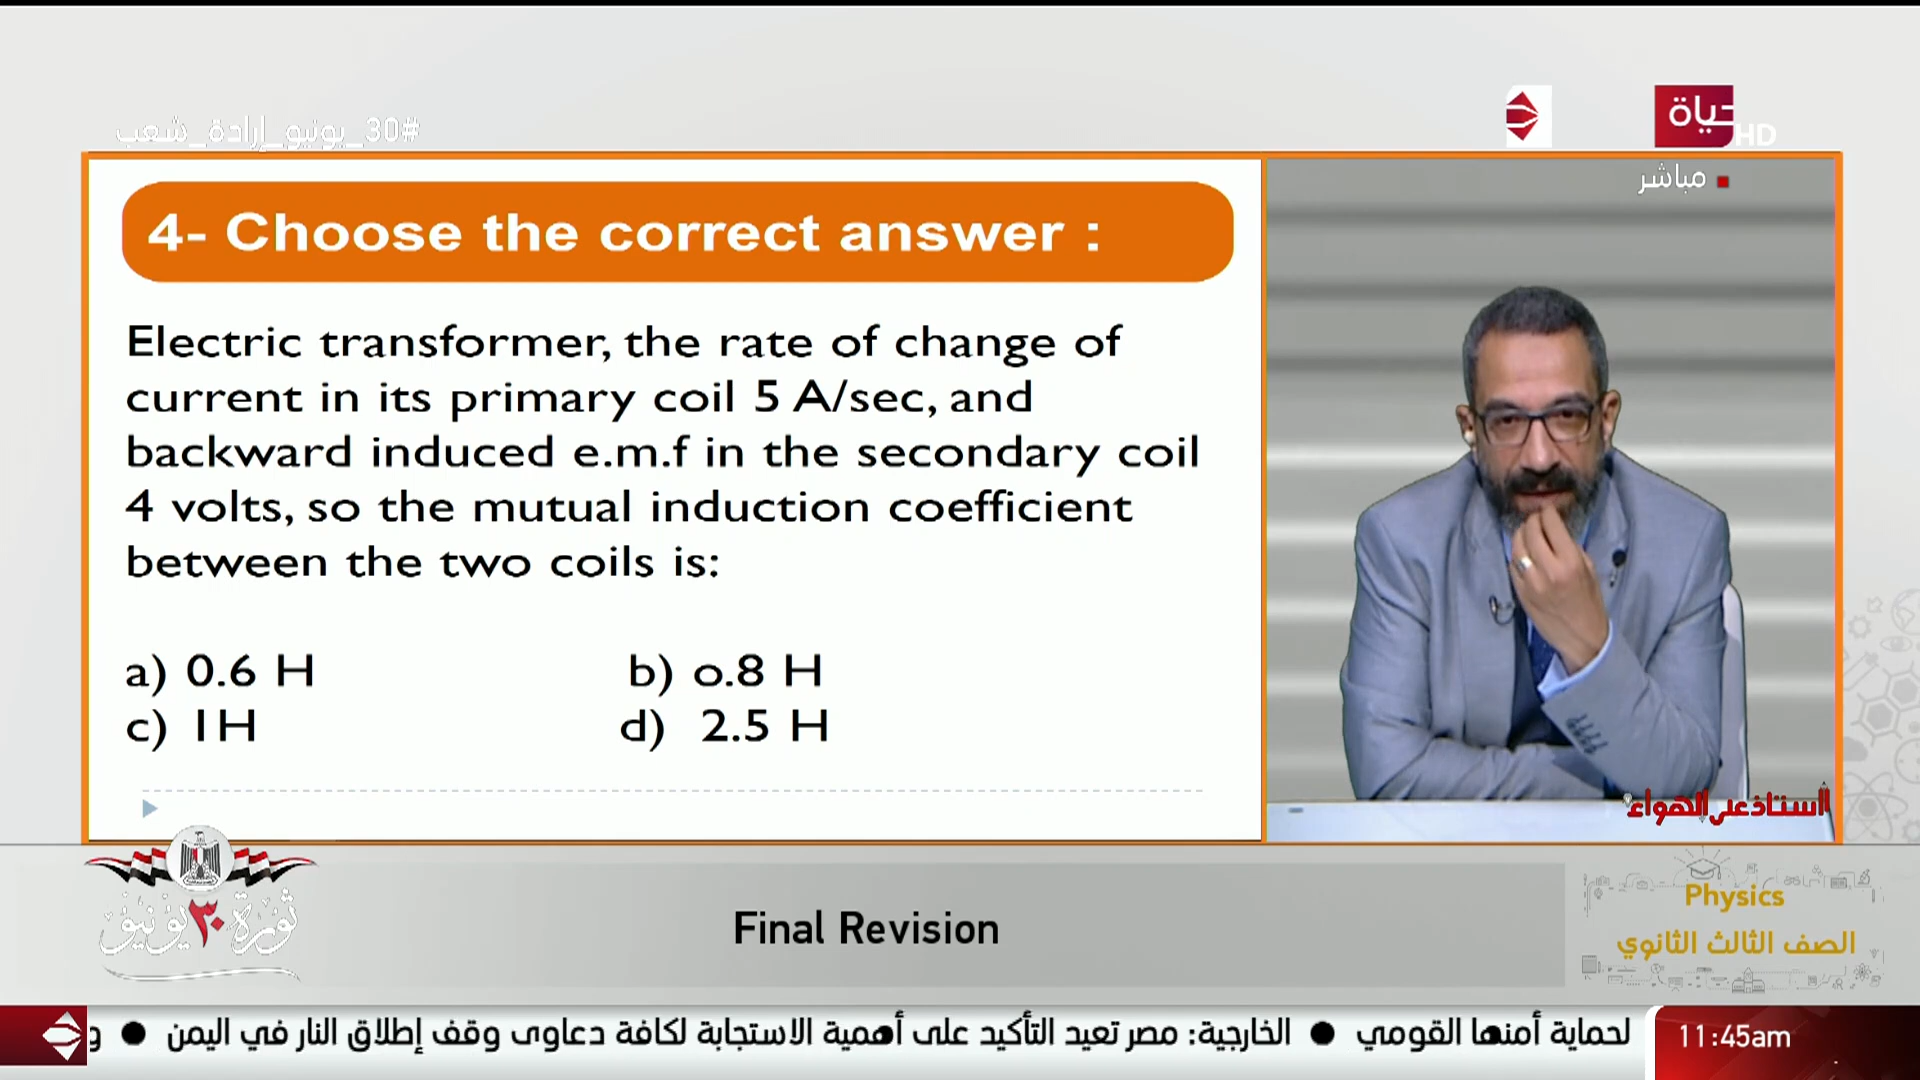 #30_يونيو_إرادة_شعب
حياة
HD
مباشر
4- Choose the correct answer :
Electric transformer, the rate of change of
current in its primary coil 5 A/sec, and
backward induced e.m.f in the secondary coil
4 volts, so the mutual induction coefficient
between the two coils is:
a) 0.6 H b) o.8 H
c) 1H d) 2.5 H
أستاذ على الهواء
ثورة ٣٠ يونيو
Final Revision
Physics
الصف الثالث الثانوي
لحماية أمنها القومي ● الخارجية: مصر تعيد التأكيد على أهمية الاستجابة لكافة دعاوى وقف إطلاق النار في اليمن ● و
11:45am